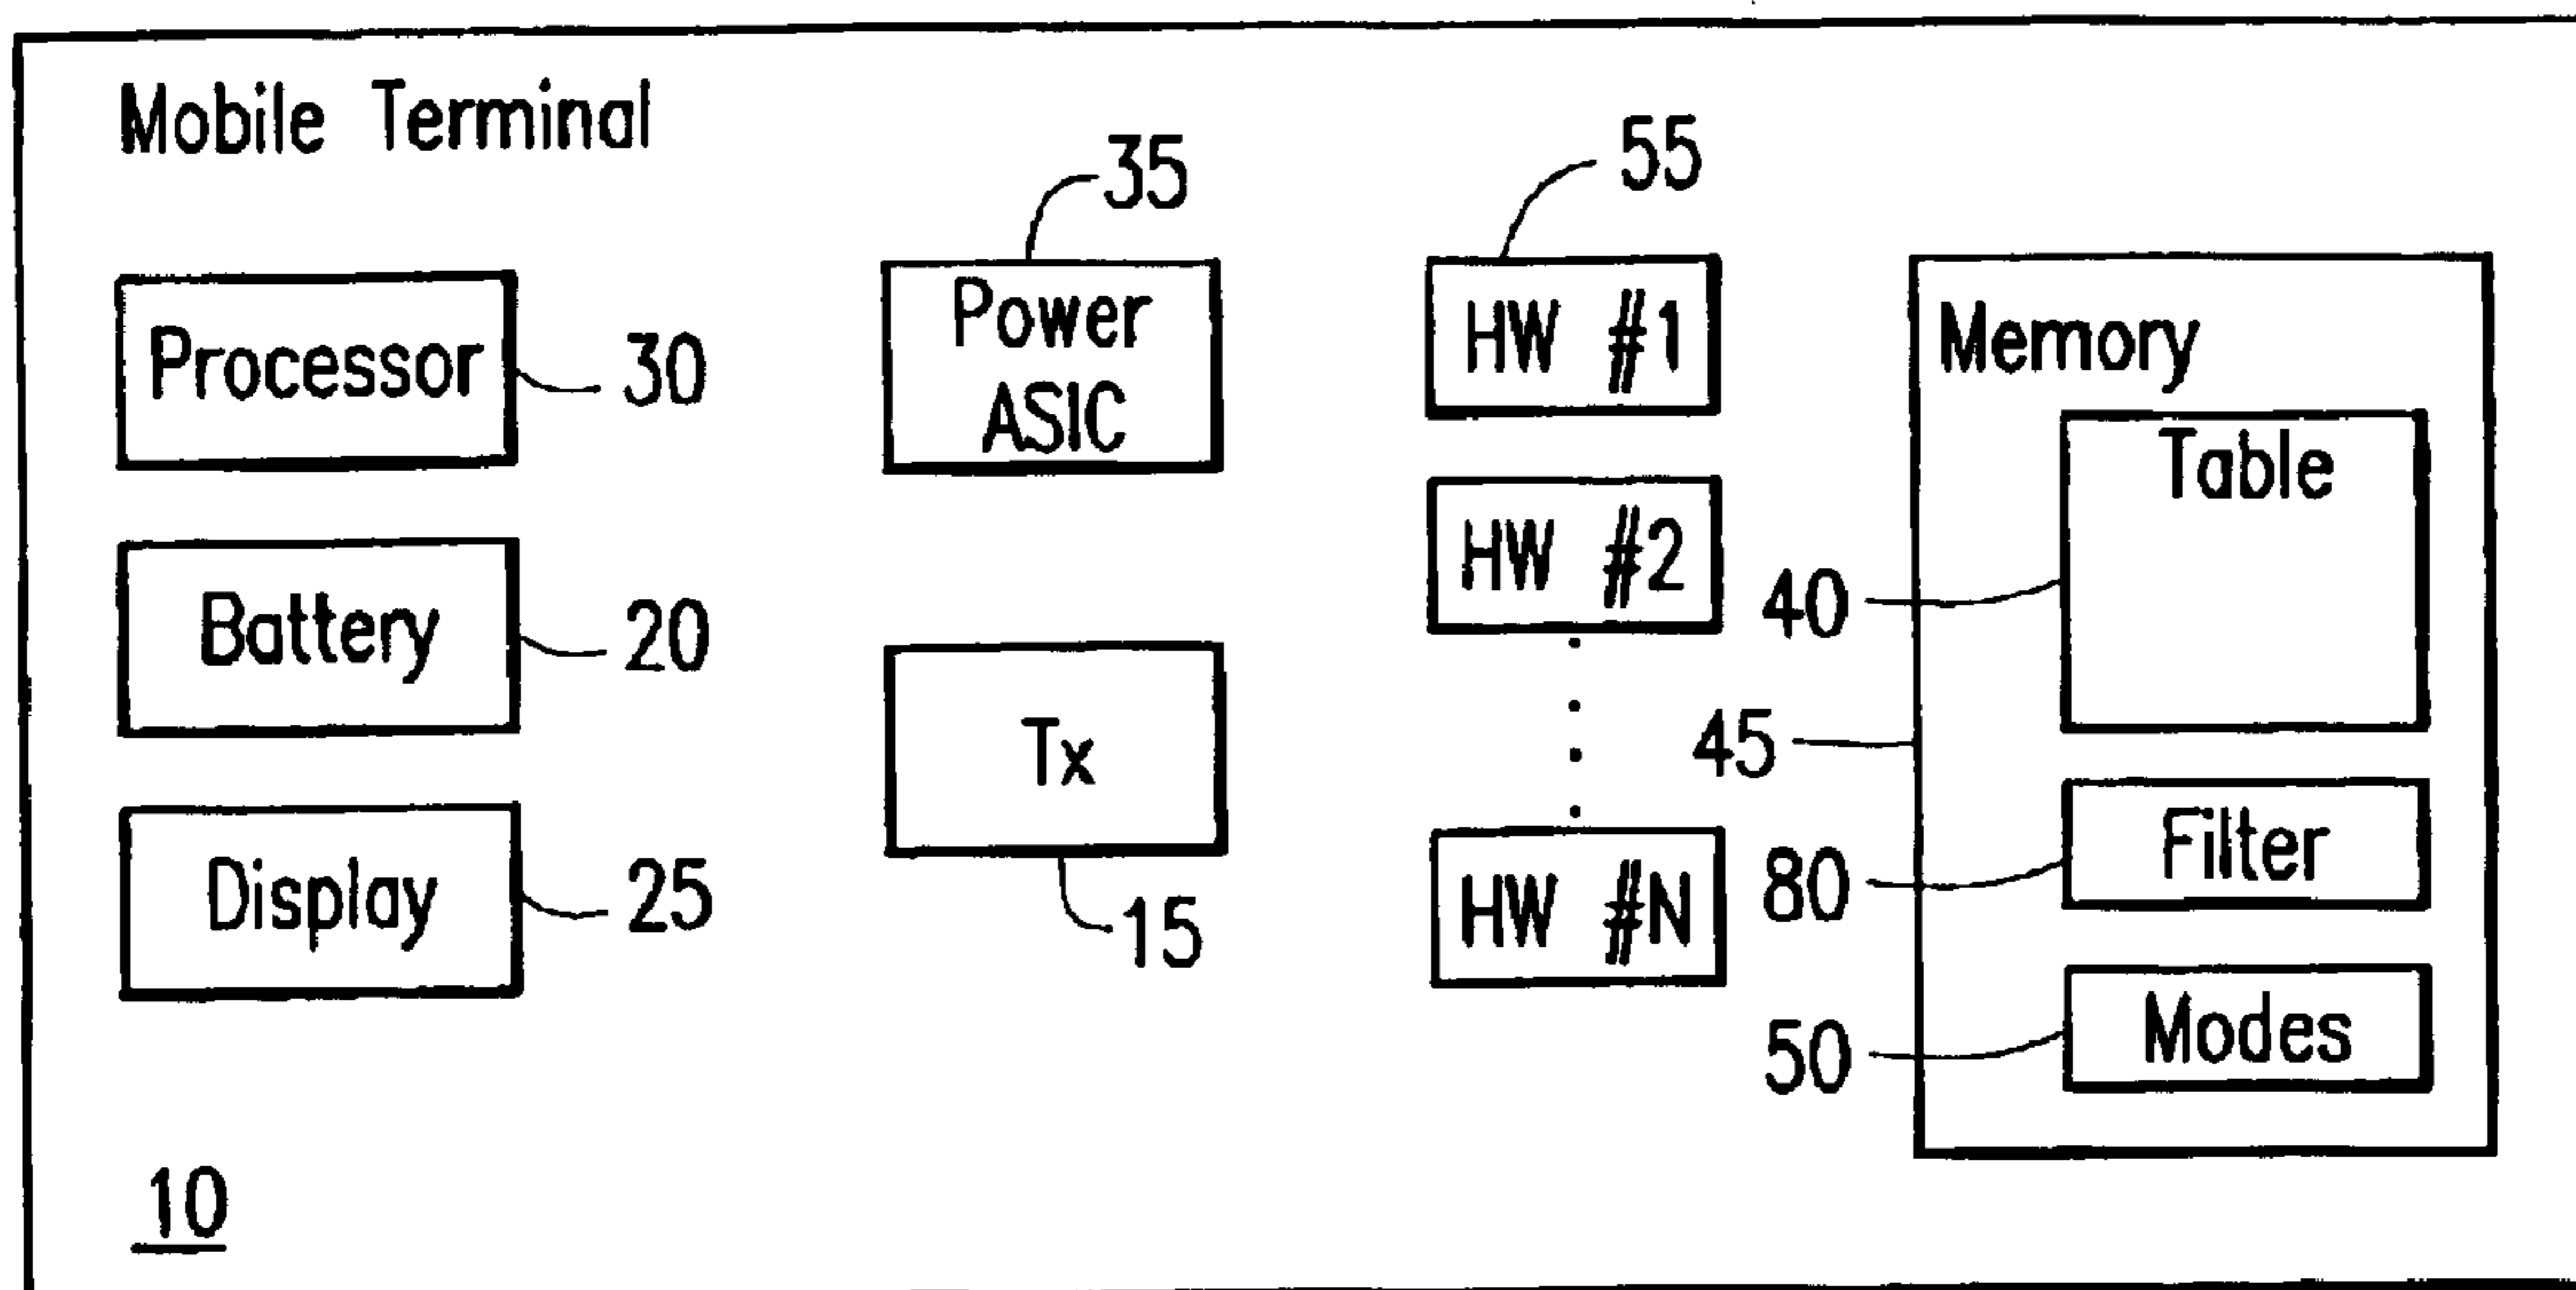 Mobile Terminal
Processor
30
Battery
20
Display
25
10
35
Power
ASIC
Tx
15
55
HW #1
HW #2
HW #N
Memory
Table
40
45
Filter
80
Modes
50